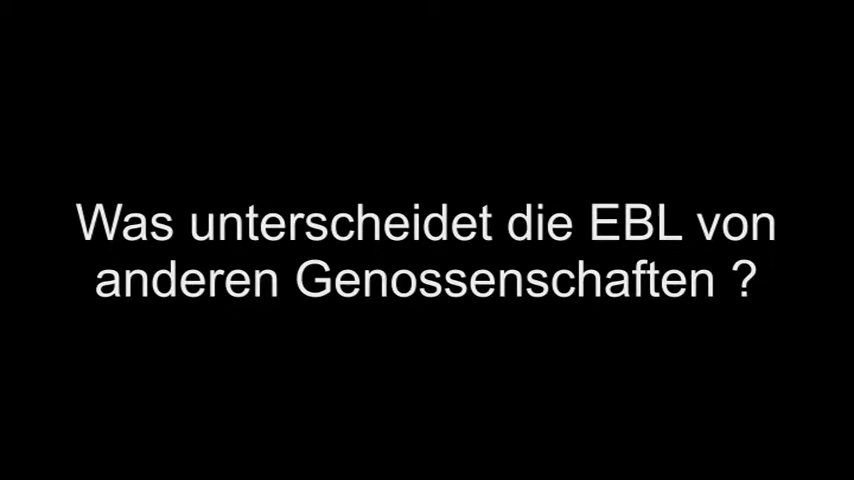 Was unterscheidet die EBL von
anderen Genossenschaften ?